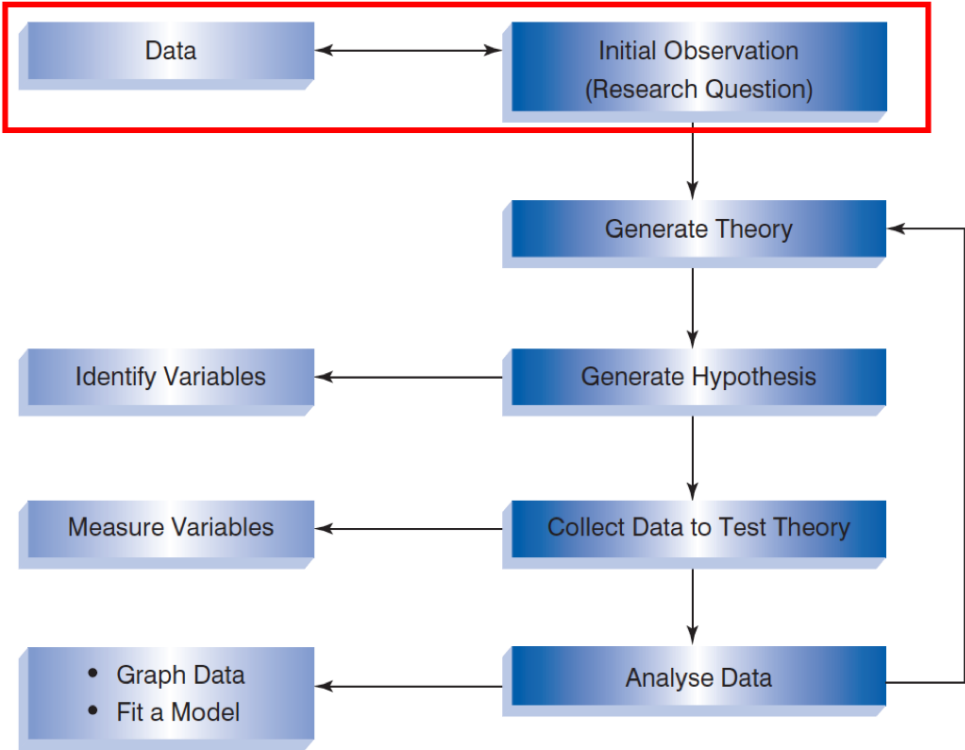 Data
Initial Observation
(Research Question)
Generate Theory
Identify Variables
Generate Hypothesis
Measure Variables
Collect Data to Test Theory
• Graph Data
• Fit a Model
Analyse Data